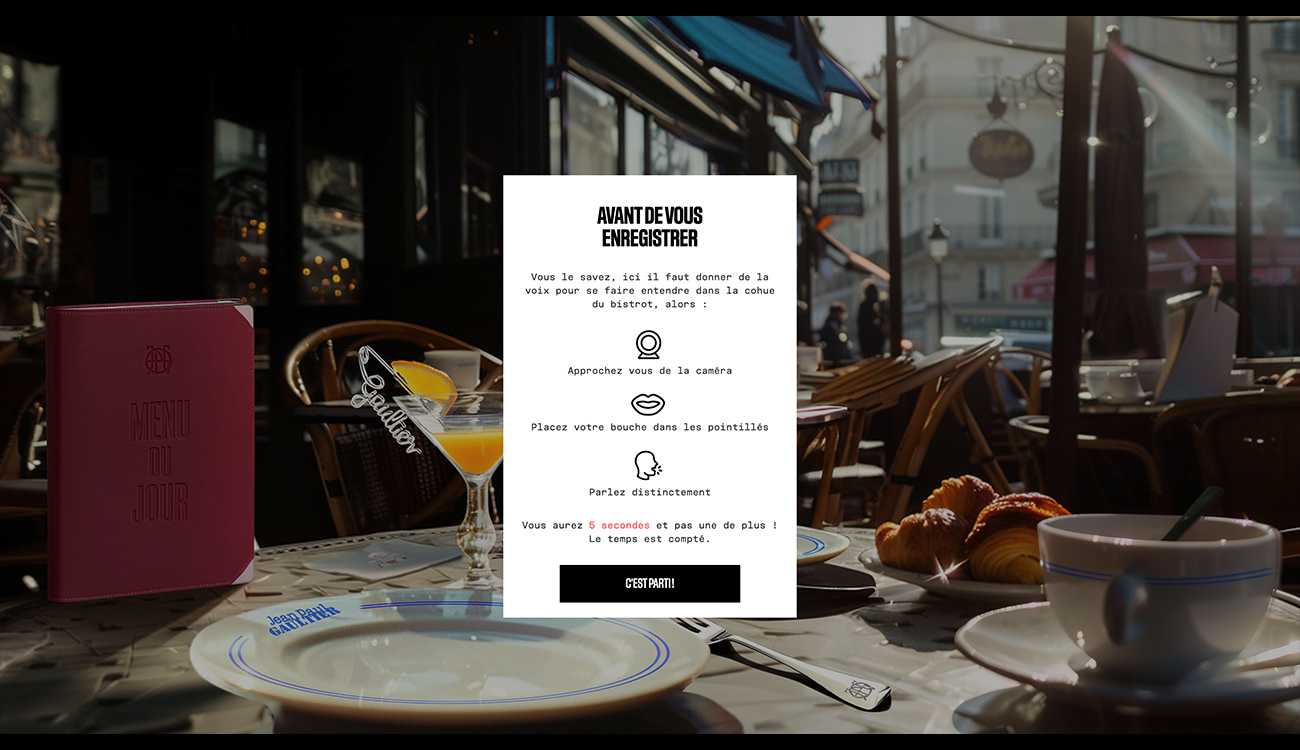 AVANT DE VOUS
ENREGISTRER
Vous le savez, ici il faut donner de la
voix pour se faire entendre dans la cohue
du bistrot, alors :
Approchez vous de la caméra
Placez votre bouche dans les pointillés
Parlez distinctement
Vous aurez 5 secondes et pas une de plus !
Le temps est compté.
C'EST PARTI !
MENU
DU
JOUR
Gaultier
Jean Paul
GAULTIER